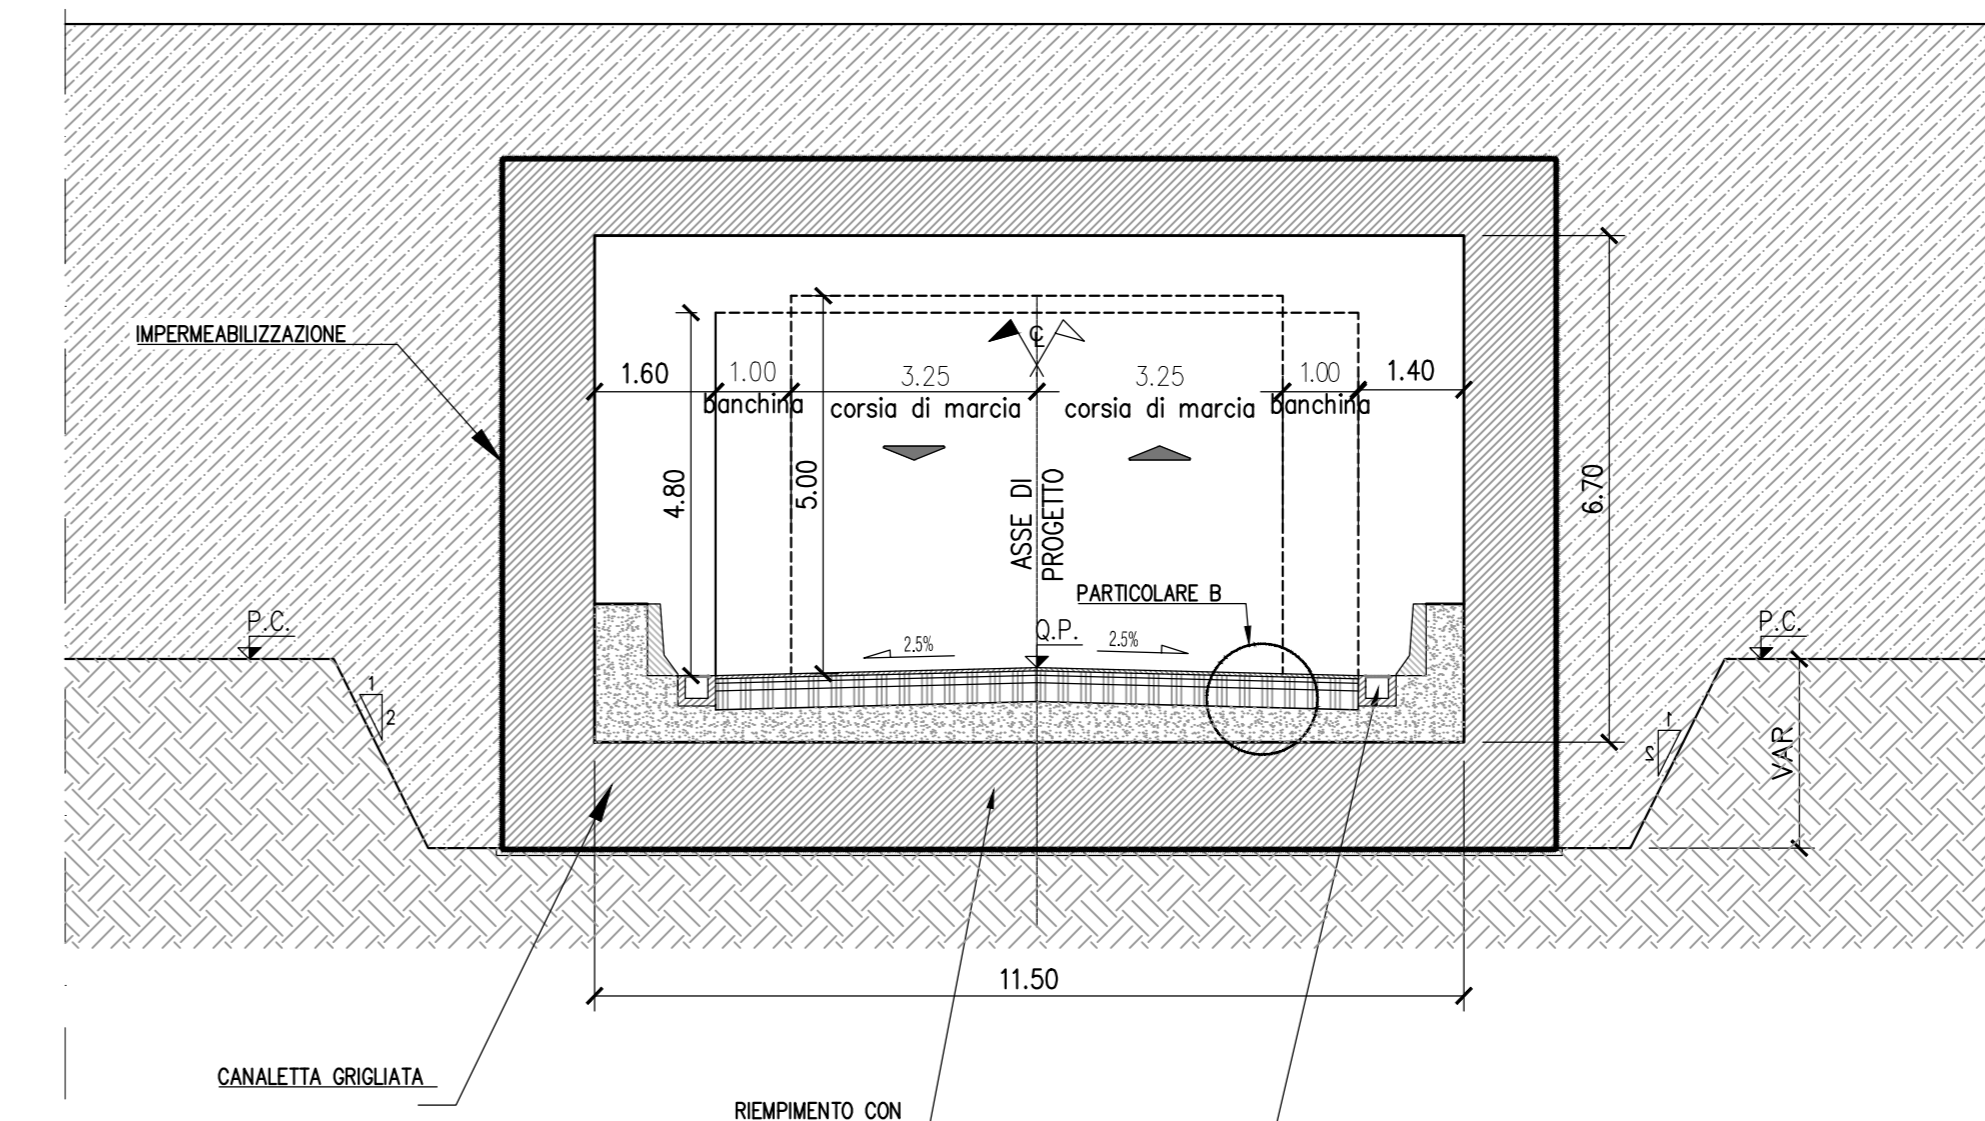 IMPERMEABILIZZAZIONE
℄
1.60
1.00
3.25
3.25
1.00
1.40
banchina
corsia di marcia
corsia di marcia
banchina
4.80
5.00
ASSE DI
PROGETTO
6.70
PARTICOLARE B
P.C.
2.5%
Q.P.
2.5%
P.C.
1
2
1
2
VAR
11.50
CANALETTA GRIGLIATA
RIEMPIMENTO CON